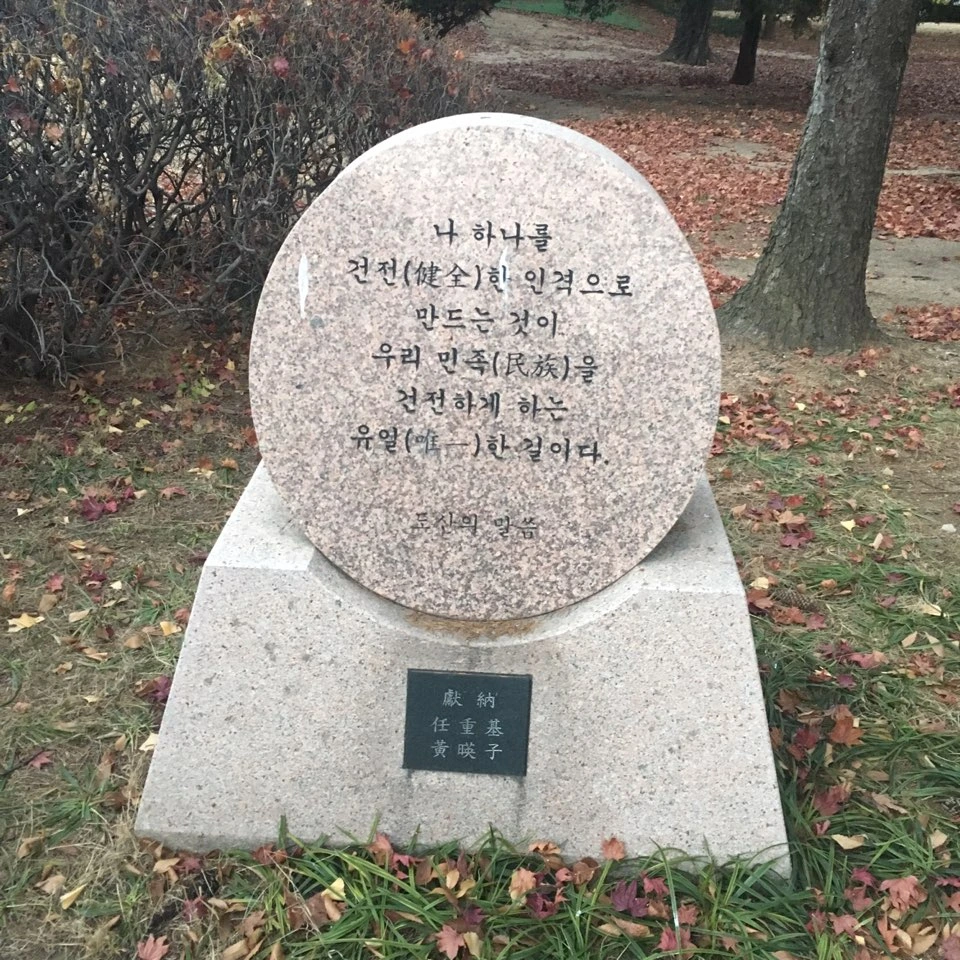 나 하나를
건전(健全)한 인격으로
만드는 것이
우리 민족(民族)을
건전하게 하는
유일(唯一)한 길이다.
도산의 말씀
獻納
任重基
黃暎子